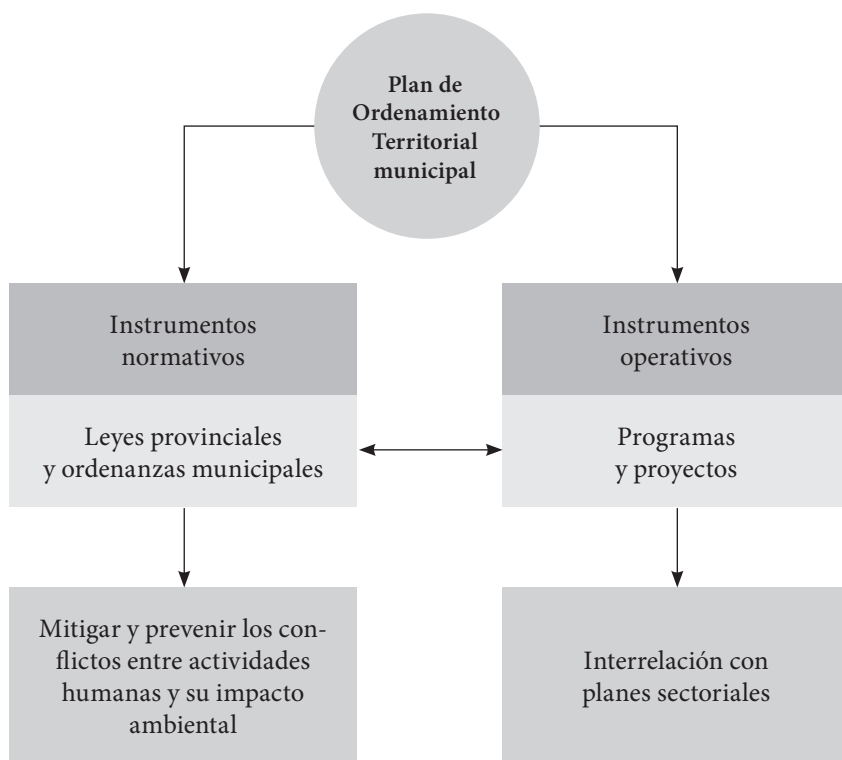 Plan de
Ordenamiento
Territorial
municipal
Instrumentos
normativos
Instrumentos
operativos
Leyes provinciales
y ordenanzas municipales
Programas
y proyectos
Mitigar y prevenir los con-
flictos entre actividades
humanas y su impacto
ambiental
Interrelación con
planes sectoriales